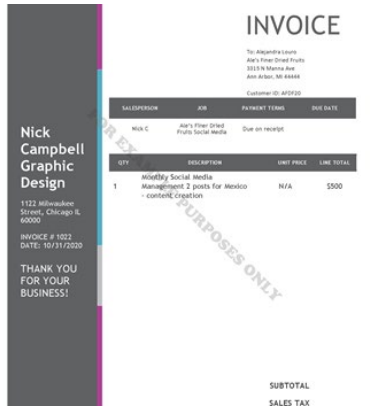 INVOICE
To: Alejandra Louro
Ale's Finer Dried Fruits
3015 N Manna Ave
Ann Arbor, MI 44444
Customer ID: AFDF20
SALESPERSON JOB PAYMENT TERMS DUE DATE
Nick C Ale's Finer Dried Due on receipt
Fruits Social Media
QTY DESCRIPTION UNIT PRICE LINE TOTAL
Monthly Social Media
1 Management 2 posts for Mexico N/A $500
- content creation
Nick
Campbell
Graphic
Design
1122 Milwaukee
Street, Chicago IL
60000
INVOICE # 1022
DATE: 10/31/2020
THANK YOU
FOR YOUR
BUSINESS!
FOR EXAMPLE PURPOSES ONLY
SUBTOTAL
SALES TAX